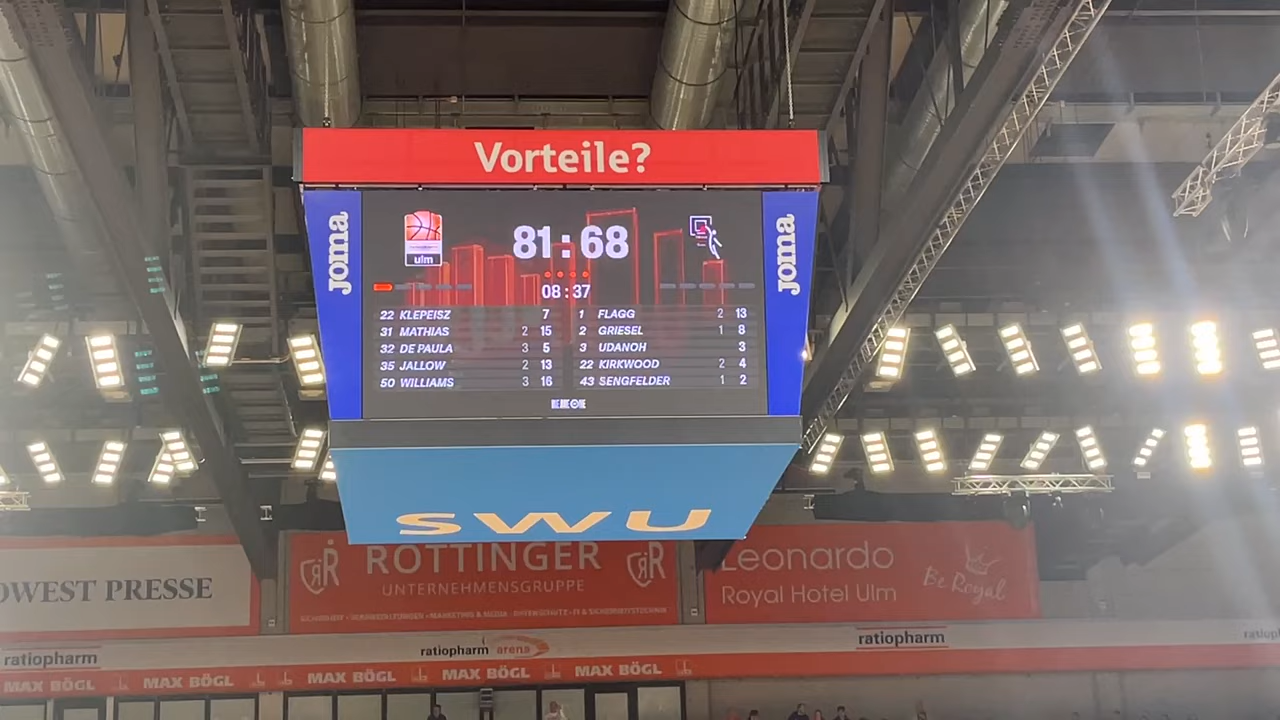 Vorteile?
joma
joma
ulm
81:68
08:37
22 KLEPEISZ 7
31 MATHIAS 2 15
32 DE PAULA 3 5
35 JALLOW 2 13
50 WILLIAMS 3 16
1 FLAGG 2 13
2 GRIESEL 1 8
3 UDANOH 3
22 KIRKWOOD 2 4
43 SENGFELDER 1 2
SWU
DWEST PRESSE
RÖTTINGER
UNTERNEHMENSGRUPPE
Leonardo
Royal Hotel Ulm
Be Royal
ratiopharm
ratiopharm arena
ratiopharm
MAX BÖGL
MAX BÖGL
MAX BÖGL
MAX BÖGL
MAX BÖGL